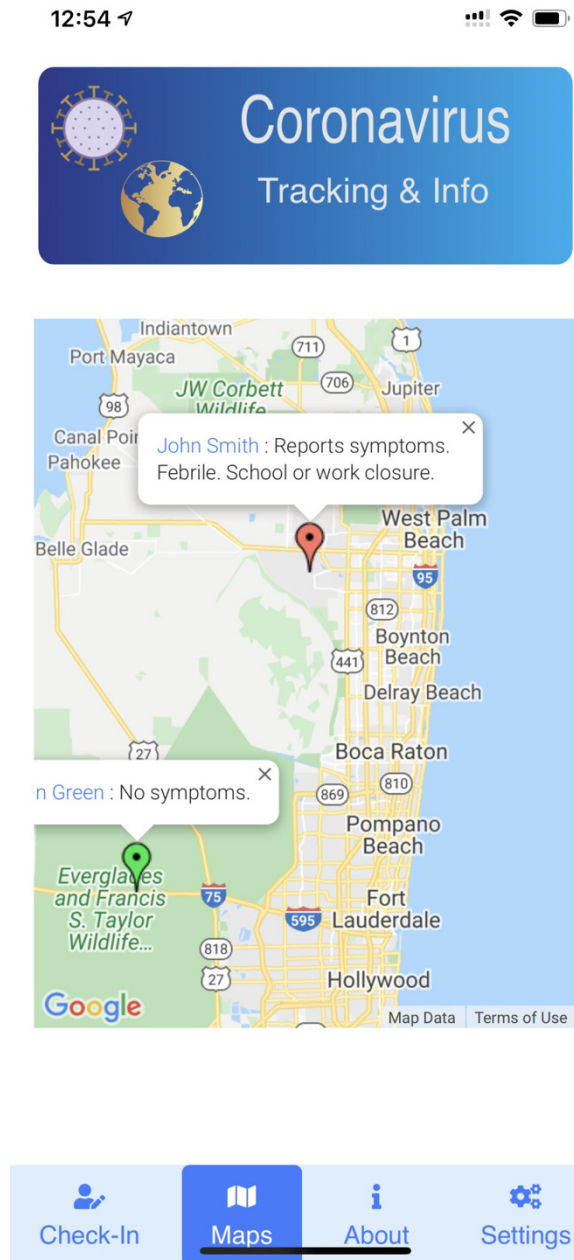 12:54
Coronavirus
Tracking & Info
Indiantown
711
1
Port Mayaca
JW Corbett
706
Jupiter
98
Wildlife
Canal Poin
Pahokee
John Smith : Reports symptoms.
Febrile. School or work closure.
West Palm
Beach
Belle Glade
95
812
Boynton
Beach
441
Delray Beach
27
Boca Raton
n Green : No symptoms.
869
810
Pompano
Beach
Everglades
and Francis
S. Taylor
Wildlife...
75
Fort
Lauderdale
595
818
27
Hollywood
Google
Map Data
Terms of Use
Check-In
Maps
About
Settings